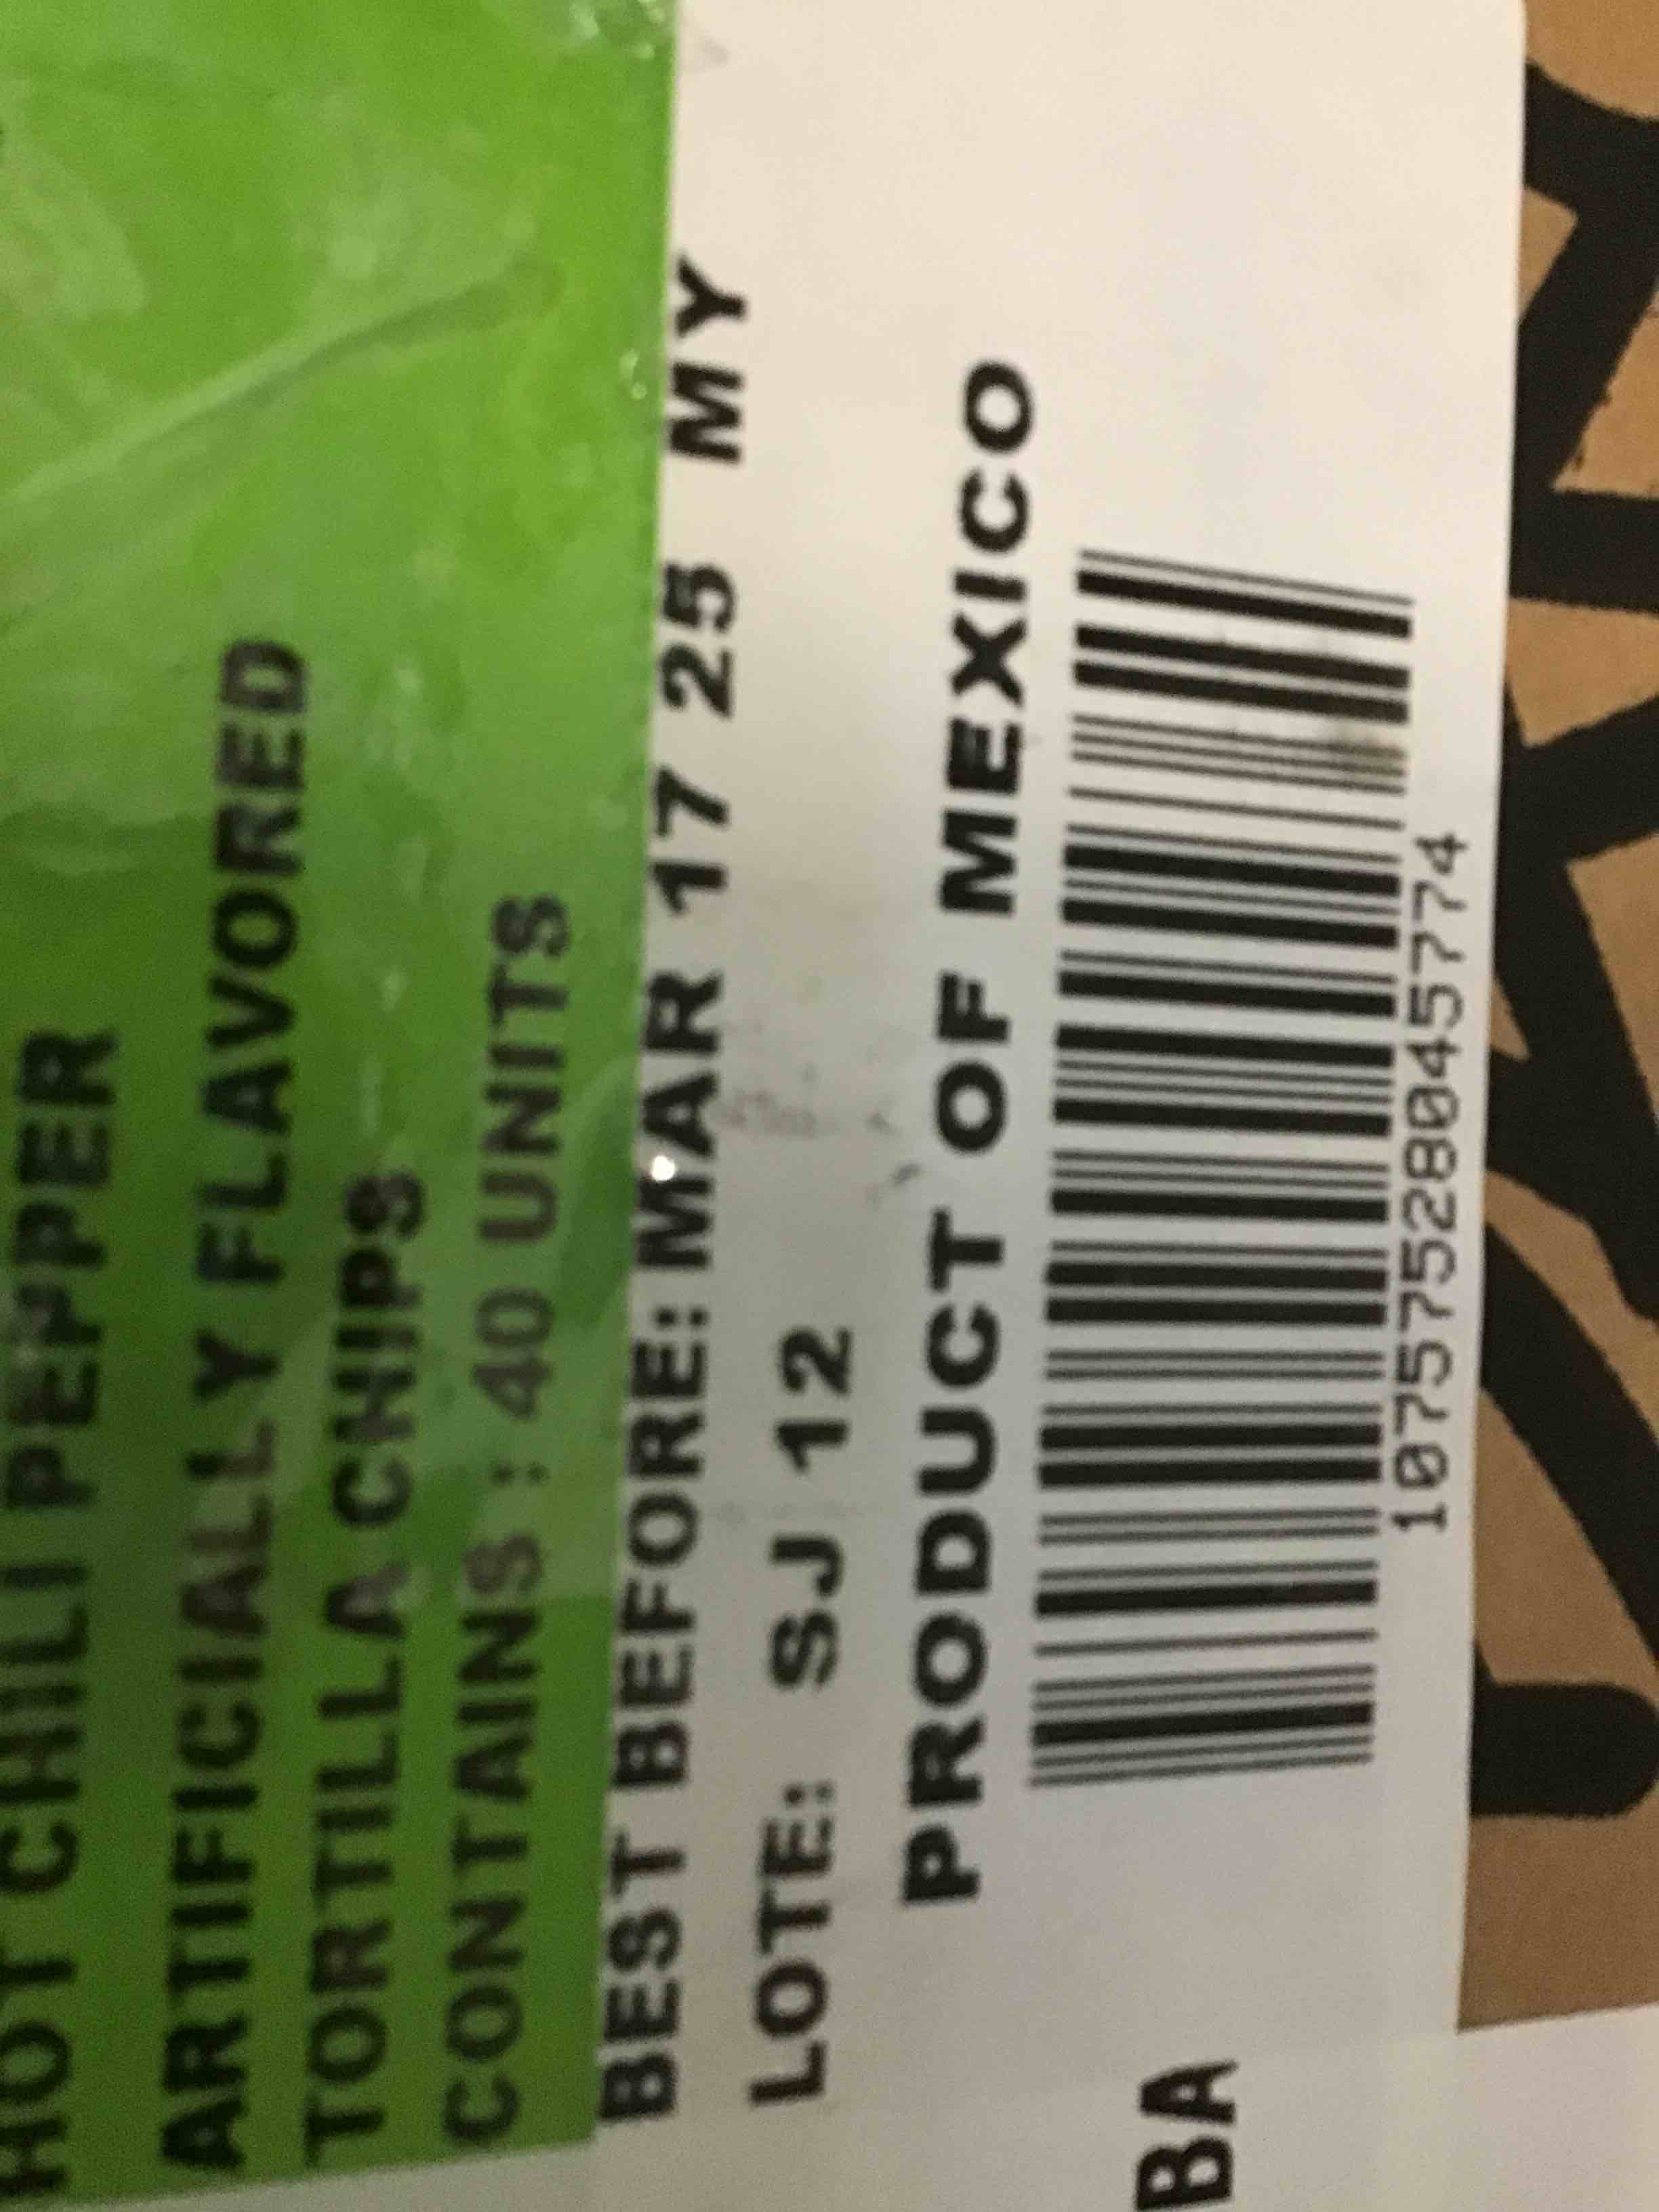 HOT CHILI PEPPER
ARTIFICIALLY FLAVORED
TORTILLA CHIPS
CONTAINS : 40 UNITS
BEST BEFORE: MAR 17 25 MY
LOTE: SJ 12
PRODUCT OF MEXICO
10757528045774
BA